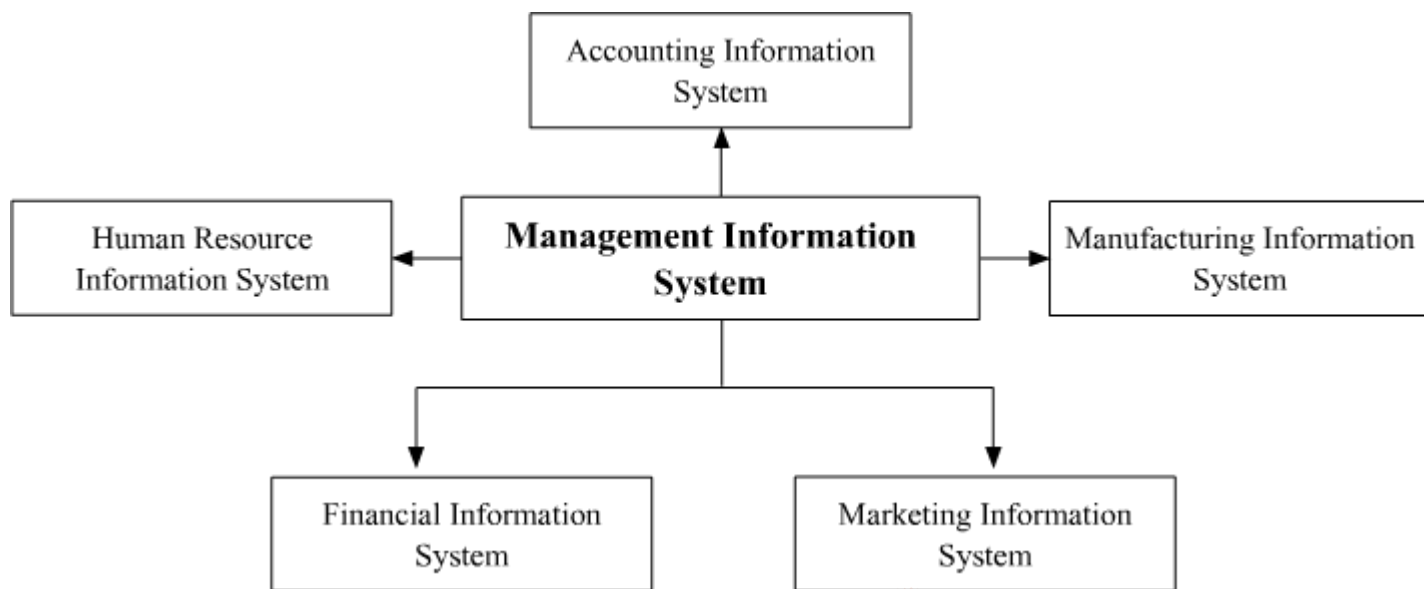 Accounting Information
System
Human Resource
Information System
Management Information
System
Manufacturing Information
System
Financial Information
System
Marketing Information
System